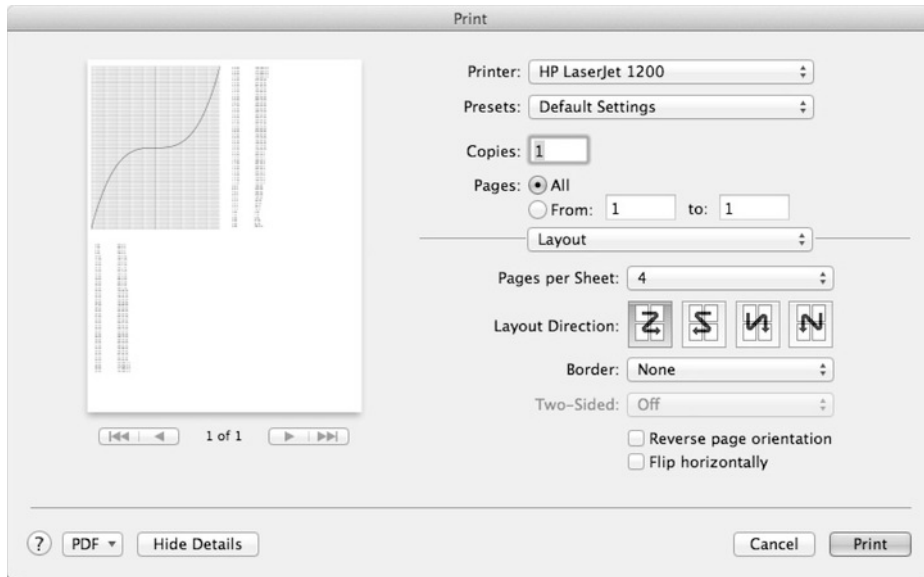 Print
Printer: HP LaserJet 1200
Presets: Default Settings
Copies: 1
Pages: All
From: 1 to: 1
Layout
Pages per Sheet: 4
Layout Direction:
Border: None
Two-Sided: Off
Reverse page orientation
Flip horizontally
1 of 1
? PDF Hide Details Cancel Print